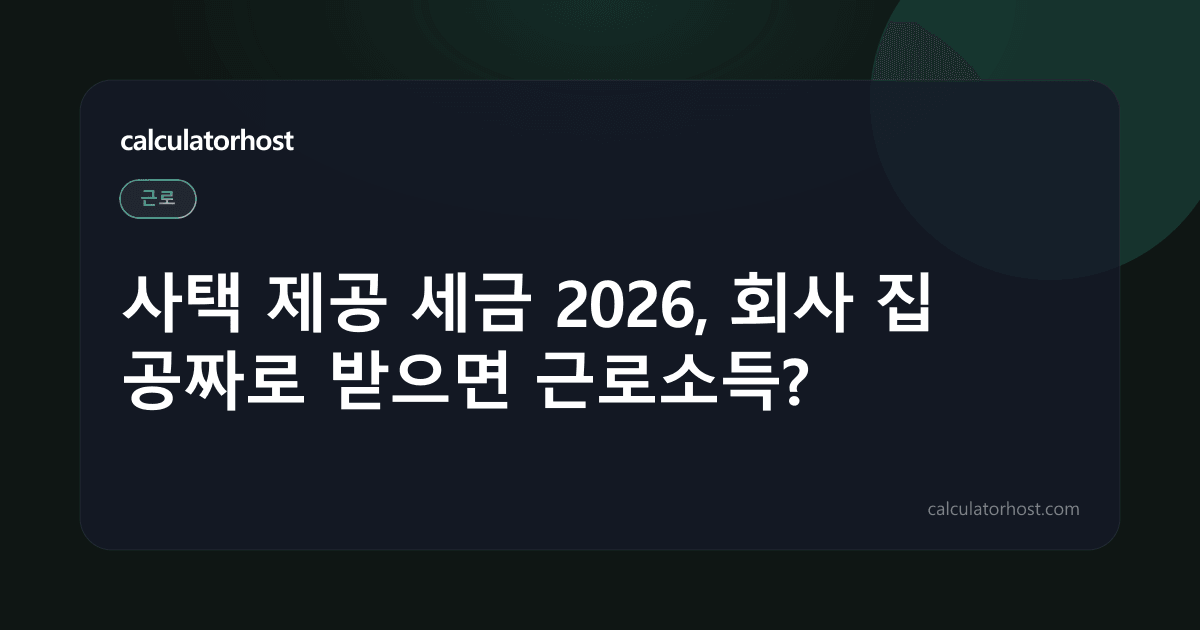 calculatorhost
근로
사택 제공 세금 2026, 회사 집
공짜로 받으면 근로소득?
calculatorhost.com